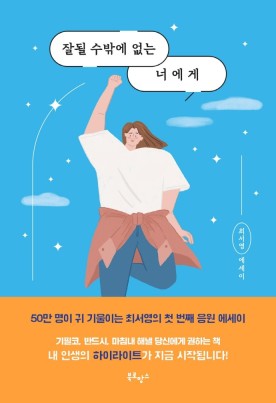 잘될 수밖에 없는
너에게
최서영 에세이
50만 명이 귀 기울이는 최서영의 첫 번째 응원 에세이
기필코, 반드시, 마침내 해낼 당신에게 권하는 책
내 인생의 하이라이트가 지금 시작됩니다!
북로망스